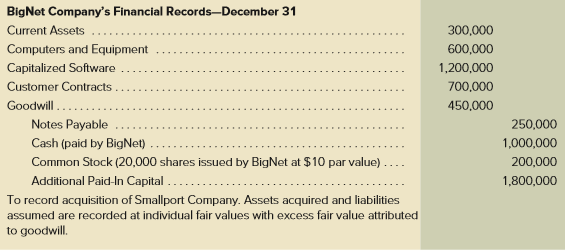 BigNet Company's Financial Records—December 31
Current Assets .......... 300,000
Computers and Equipment .......... 600,000
Capitalized Software .......... 1,200,000
Customer Contracts .......... 700,000
Goodwill .......... 450,000
Notes Payable .......... 250,000
Cash (paid by BigNet) .......... 1,000,000
Common Stock (20,000 shares issued by BigNet at $10 par value) .... 200,000
Additional Paid-In Capital .......... 1,800,000
To record acquisition of Smallport Company. Assets acquired and liabilities
assumed are recorded at individual fair values with excess fair value attributed
to goodwill.